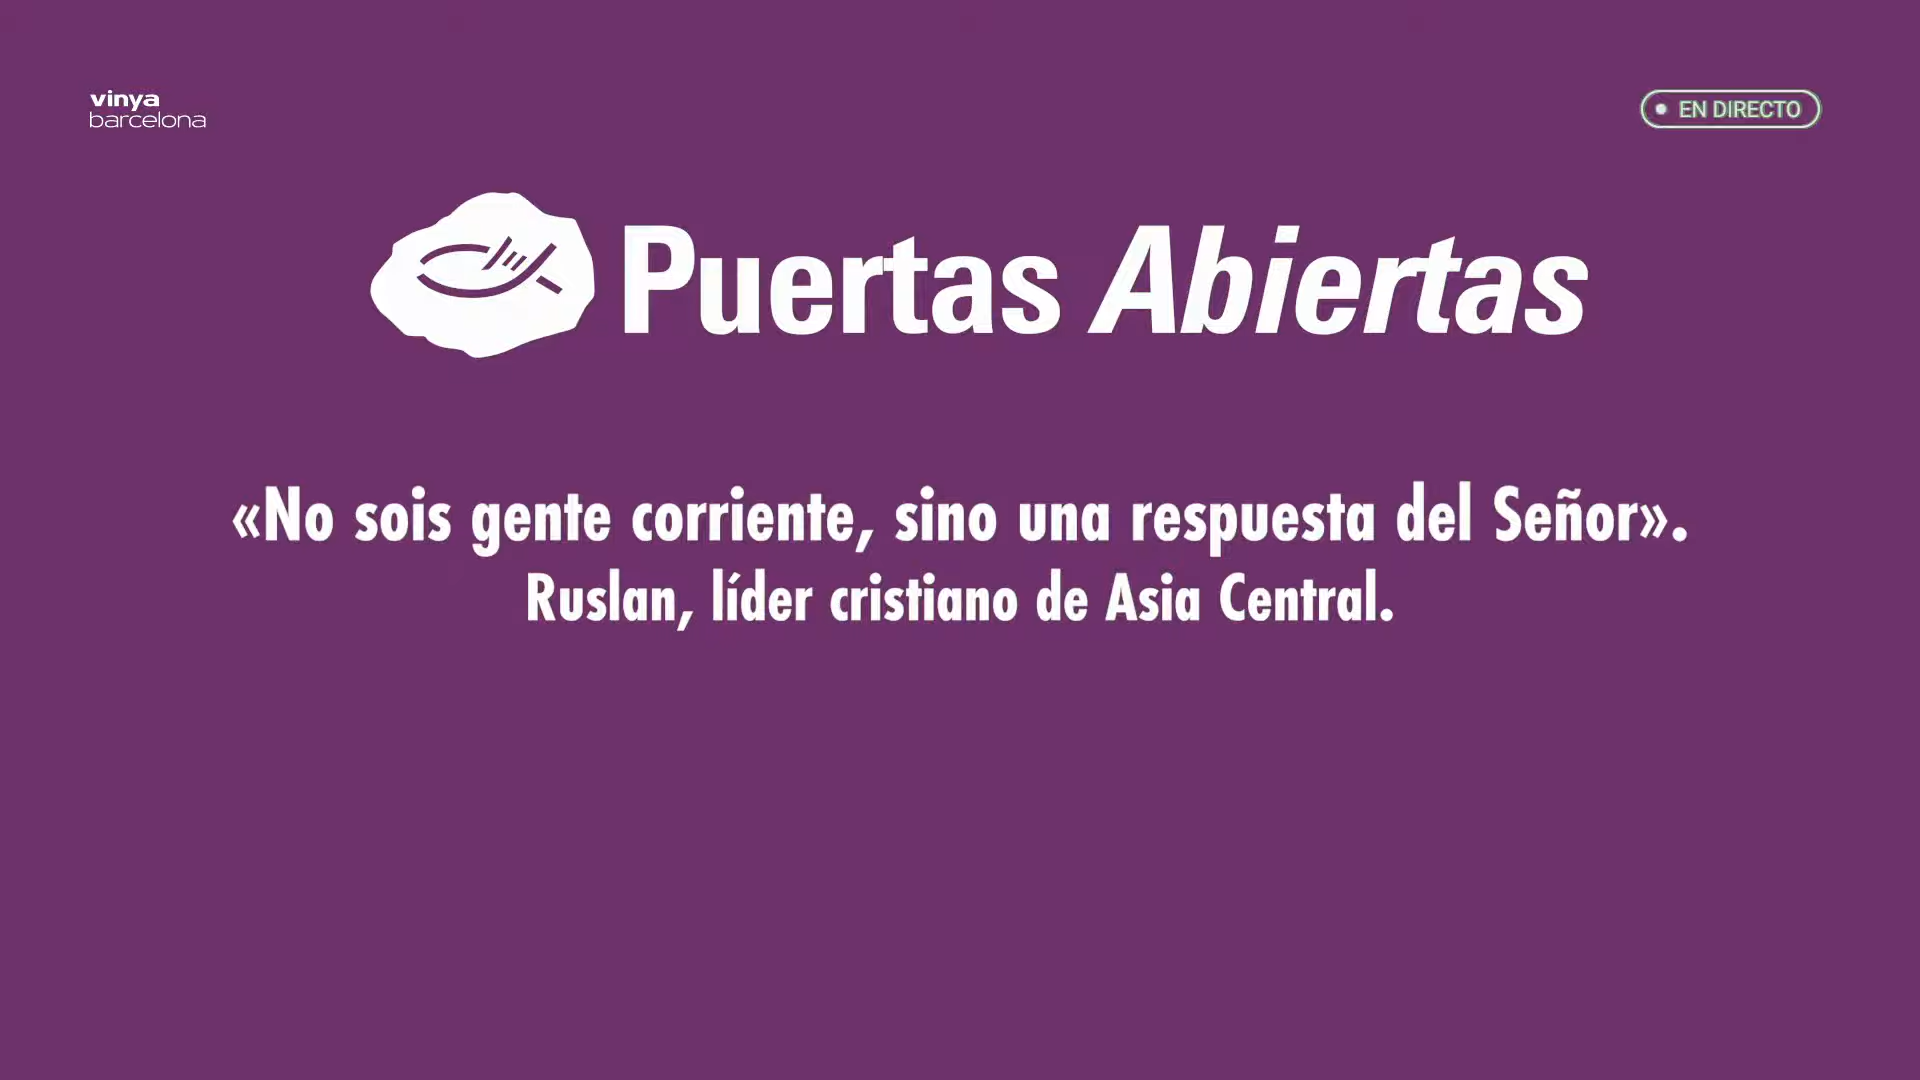 vinya
barcelona
EN DIRECTO
Puertas Abiertas
«No sois gente corriente, sino una respuesta del Señor».
Ruslan, líder cristiano de Asia Central.